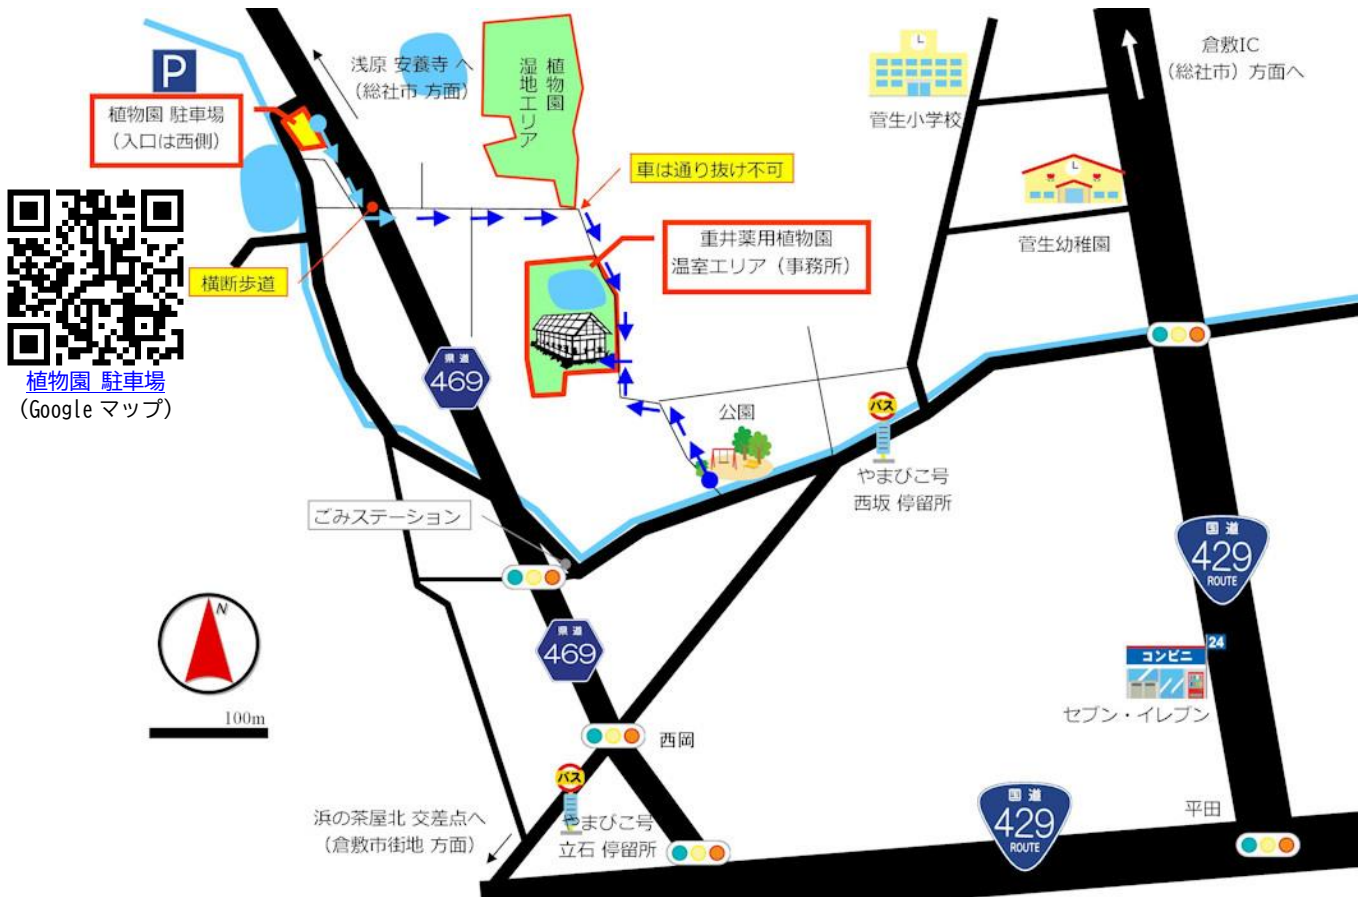 P
植物園 駐車場
（入口は西側）
浅原 安養寺 へ
（総社市 方面）
植物園
湿地エリア
車は通り抜け不可
重井薬用植物園
温室エリア（事務所）
横断歩道
植物園 駐車場
（Google マップ）
菅生小学校
菅生幼稚園
倉敷IC
（総社市）方面へ
県道
469
公園
バス
やまびこ号
西坂 停留所
ごみステーション
国道
429
ROUTE
N
100m
県道
469
24
コンビニ
セブン・イレブン
西岡
バス
やまびこ号
立石 停留所
浜の茶屋北 交差点へ
（倉敷市街地 方面）
国道
429
ROUTE
平田